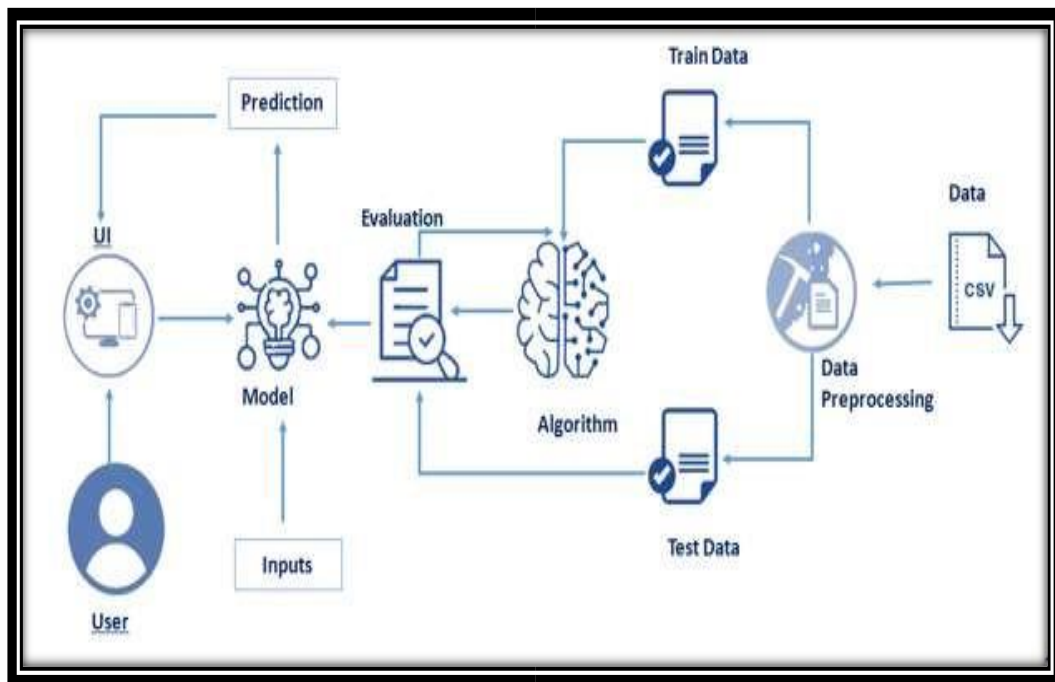 Train Data
Prediction
Data
Evaluation
UI
CSV
Data
Preprocessing
Model
Algorithm
Test Data
Inputs
User